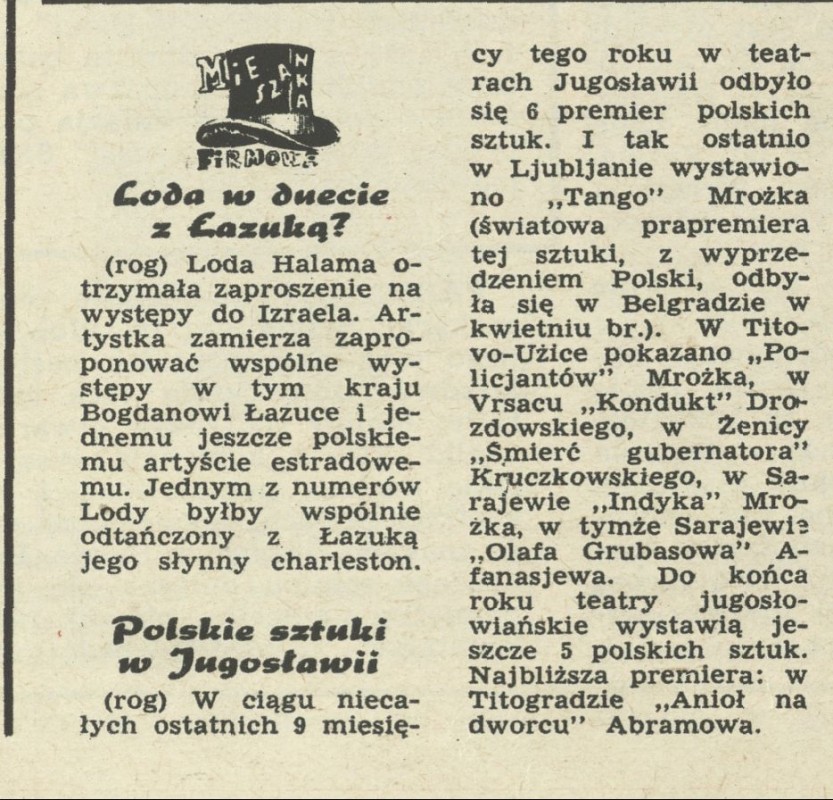 MiESZANKA
FiRMOWA
Loda w duecie
z Łazuką?
(rog) Loda Halama o-
trzymała zaproszenie na
występy do Izraela. Ar-
tystka zamierza zapro-
ponować wspólne wy-
stępy w tym kraju
Bogdanowi Łazuce i je-
dnemu jeszcze polskie-
mu artyście estradowe-
mu. Jednym z numerów
Lody byłby wspólnie
odtańczony z Łazuką
jego słynny charleston.
Polskie sztuki
w Jugosławii
(rog) W ciągu nieca-
łych ostatnich 9 miesię-
cy tego roku w teat-
rach Jugosławii odbyło
się 6 premier polskich
sztuk. I tak ostatnio
w Ljubljanie wystawio-
no „Tango” Mrożka
(światowa prapremiera
tej sztuki, z wyprze-
dzeniem Polski, odby-
ła się w Belgradzie w
kwietniu br.). W Tito-
vo-Użice pokazano „Po-
licjantów” Mrożka, w
Vrsacu „Kondukt” Dro-
zdowskiego, w Żenicy
„Śmierć gubernatora”
Kruczkowskiego, w Sa-
rajewie „Indyka” Mro-
żka, w tymże Sarajewie
„Olafa Grubasowa” A-
fanasjewa. Do końca
roku teatry jugosło-
wiańskie wystawią je-
szcze 5 polskich sztuk.
Najbliższa premiera: w
Titogradzie „Anioł na
dworcu” Abramowa.